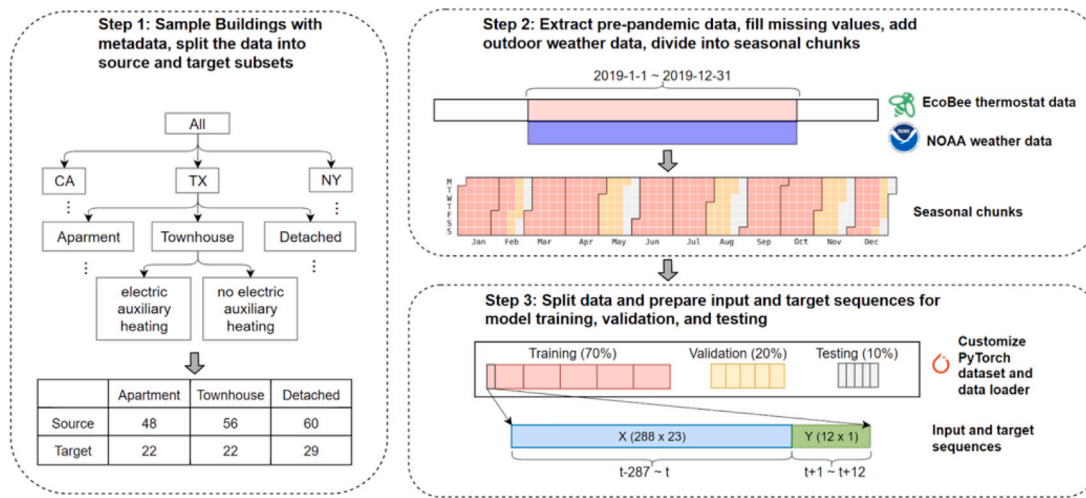 Step 1: Sample Buildings with
metadata, split the data into
source and target subsets
All
CA
TX
NY
Aparment
Townhouse
Detached
electric
auxiliary
heating
no electric
auxiliary
heating
Apartment Townhouse Detached
Source 48 56 60
Target 22 22 29
Step 2: Extract pre-pandemic data, fill missing values, add
outdoor weather data, divide into seasonal chunks
2019-1-1 ~ 2019-12-31
EcoBee thermostat data
NOAA weather data
M
T
W
T
F
S
S
Jan Feb Mar Apr May Jun Jul Aug Sep Oct Nov Dec
Seasonal chunks
Step 3: Split data and prepare input and target sequences for
model training, validation, and testing
Training (70%) Validation (20%) Testing (10%)
Customize
PyTorch
dataset and
data loader
X (288 x 23) Y (12 x 1)
Input and target
sequences
t-287 ~ t t+1 ~ t+12